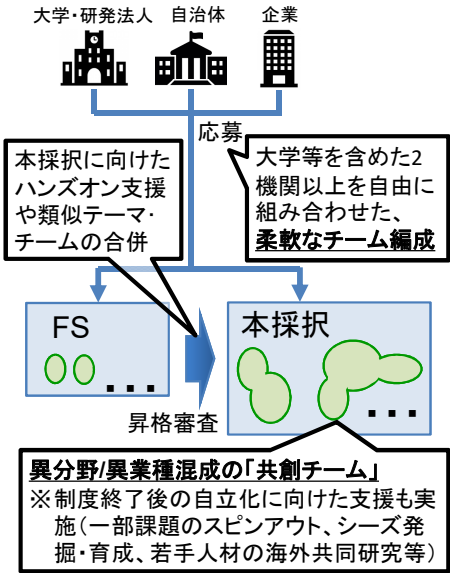 大学・研発法人 自治体 企業
応募
本採択に向けた
ハンズオン支援
や類似テーマ・
チームの合併
大学等を含めた2
機関以上を自由に
組み合わせた、
柔軟なチーム編成
FS
・・・
本採択
・・・
昇格審査
異分野/異業種混成の「共創チーム」
※制度終了後の自立化に向けた支援も実
施(一部課題のスピンアウト、シーズ発
掘・育成、若手人材の海外共同研究等)